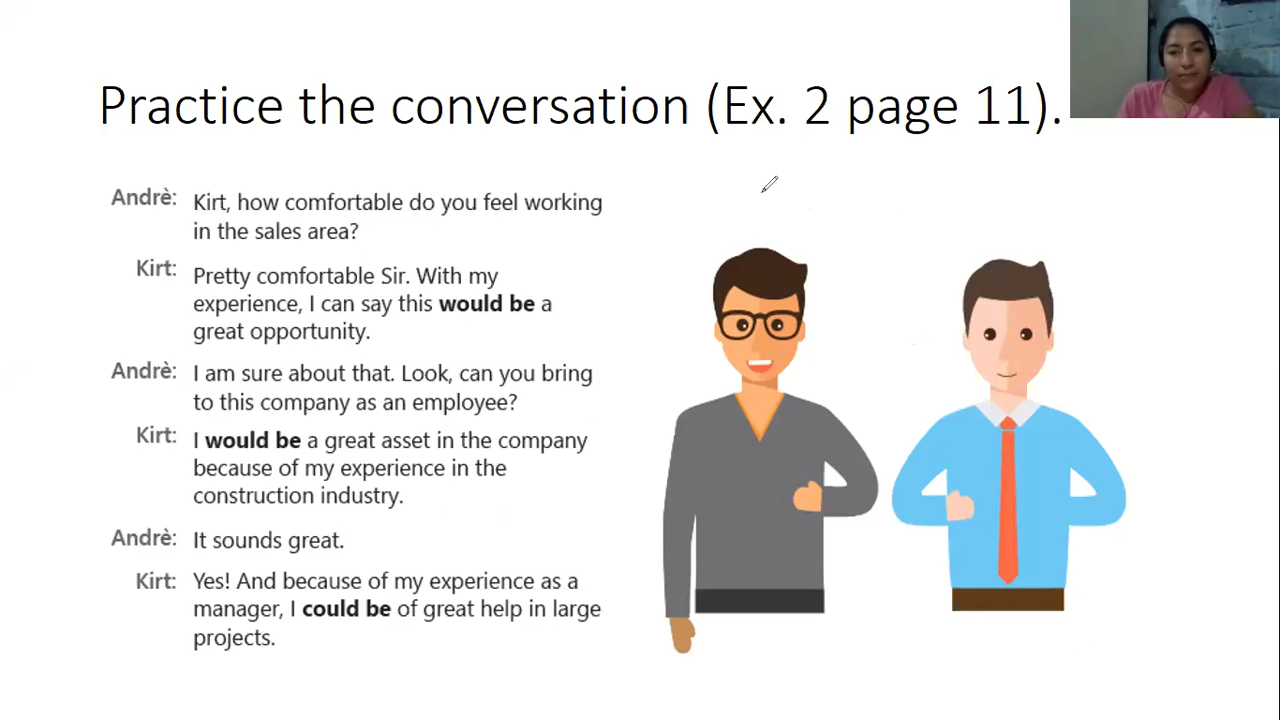 Practice the conversation (Ex. 2 page 11).
Andrè: Kirt, how comfortable do you feel working
in the sales area?
Kirt: Pretty comfortable Sir. With my
experience, I can say this would be a
great opportunity.
Andrè: I am sure about that. Look, can you bring
to this company as an employee?
Kirt: I would be a great asset in the company
because of my experience in the
construction industry.
Andrè: It sounds great.
Kirt: Yes! And because of my experience as a
manager, I could be of great help in large
projects.